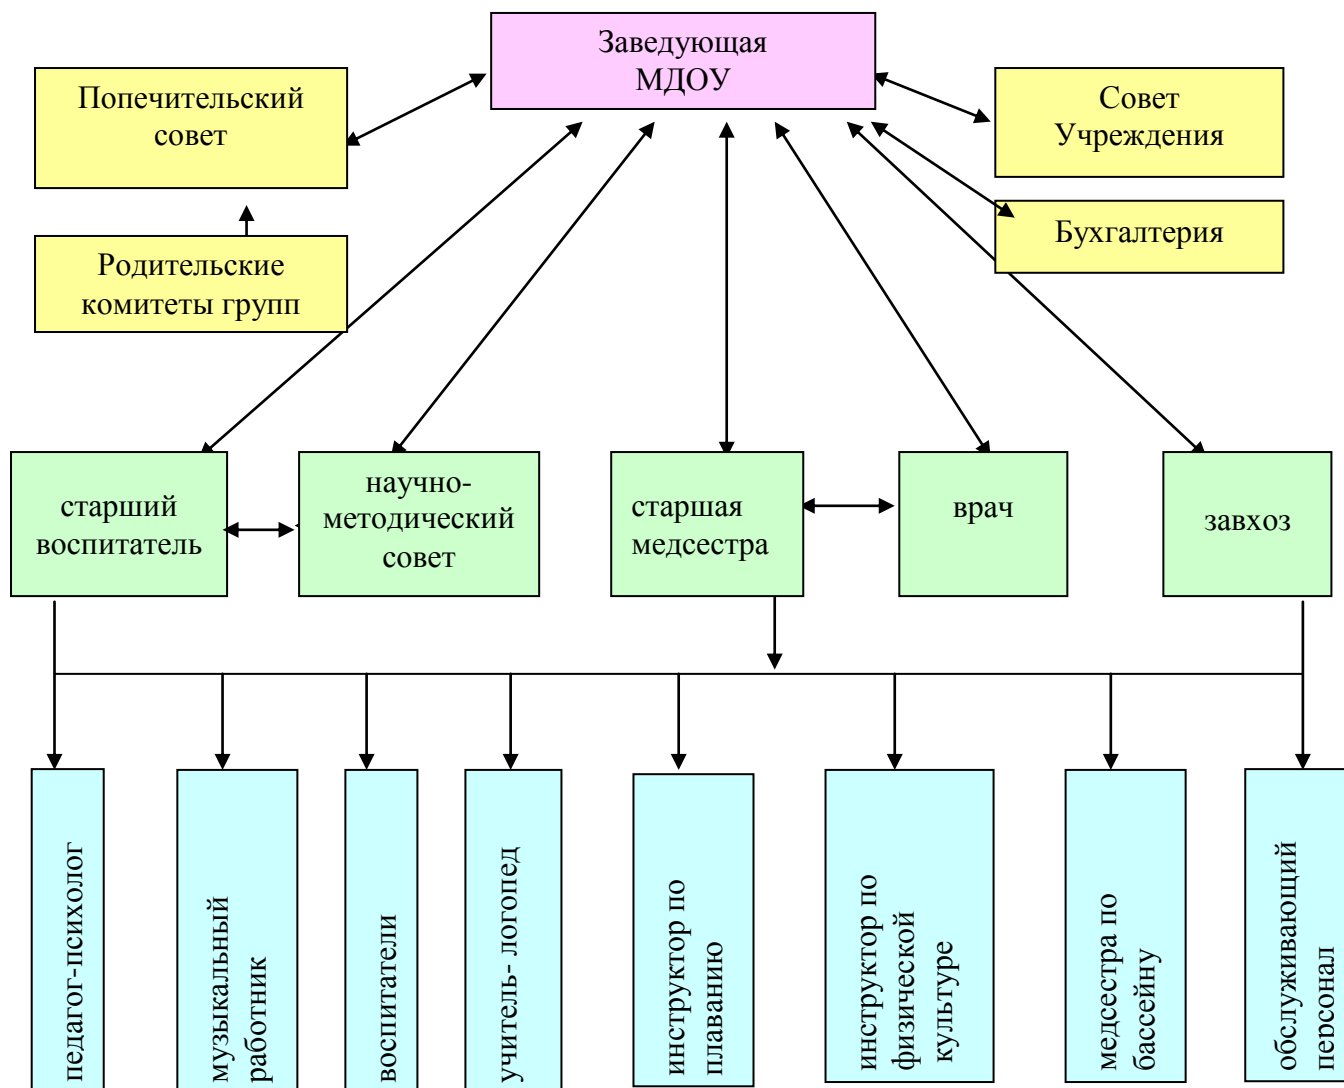 Заведующая
МДОУ
Попечительский
совет
Совет
Учреждения
Бухгалтерия
Родительские
комитеты групп
старший
воспитатель
научно-
методический
совет
старшая
медсестра
врач
завхоз
педагог-психолог
музыкальный
работник
воспитатели
учитель- логопед
инструктор по
плаванию
инструктор по
физической
культуре
медсестра по
бассейну
обслуживающий
персонал